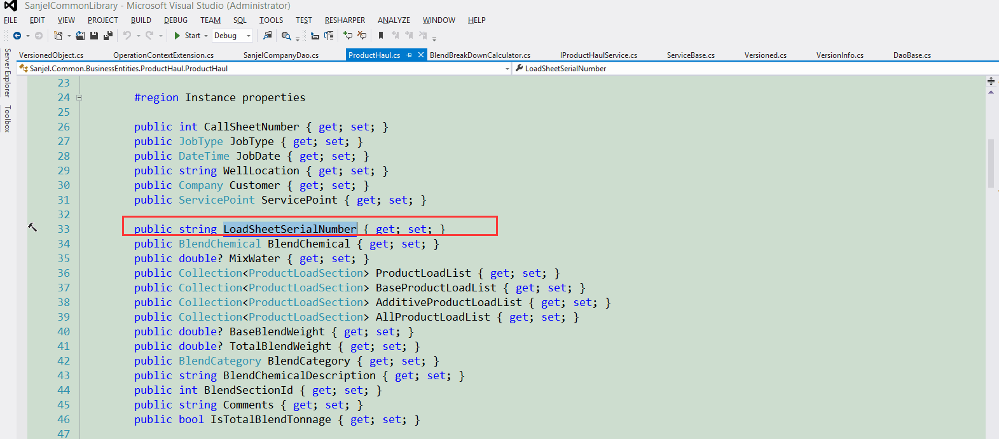 SanjelCommonLibrary - Microsoft Visual Studio (Administrator)
FILE EDIT VIEW PROJECT BUILD DEBUG TEAM SQL TOOLS TEST RESHARPER ANALYZE WINDOW HELP
Start Debug
VersionedObject.cs OperationContextExtension.cs SanjelCompanyDao.cs ProductHaul.cs BlendBreakDownCalculator.cs IProductHaulService.cs ServiceBase.cs Versioned.cs VersionInfo.cs DaoBase.cs
Sanjel.Common.BusinessEntities.ProductHaul.ProductHaul LoadSheetSerialNumber
Server Explorer
Toolbox
23
24 #region Instance properties
25
26 public int CallSheetNumber { get; set; }
27 public JobType JobType { get; set; }
28 public DateTime JobDate { get; set; }
29 public string WellLocation { get; set; }
30 public Company Customer { get; set; }
31 public ServicePoint ServicePoint { get; set; }
32
33 public string LoadSheetSerialNumber { get; set; }
34 public BlendChemical BlendChemical { get; set; }
35 public double? MixWater { get; set; }
36 public Collection<ProductLoadSection> ProductLoadList { get; set; }
37 public Collection<ProductLoadSection> BaseProductLoadList { get; set; }
38 public Collection<ProductLoadSection> AdditiveProductLoadList { get; set; }
39 public Collection<ProductLoadSection> AllProductLoadList { get; set; }
40 public double? BaseBlendWeight { get; set; }
41 public double? TotalBlendWeight { get; set; }
42 public BlendCategory BlendCategory { get; set; }
43 public string BlendChemicalDescription { get; set; }
44 public int BlendSectionId { get; set; }
45 public string Comments { get; set; }
46 public bool IsTotalBlendTonnage { get; set; }
47